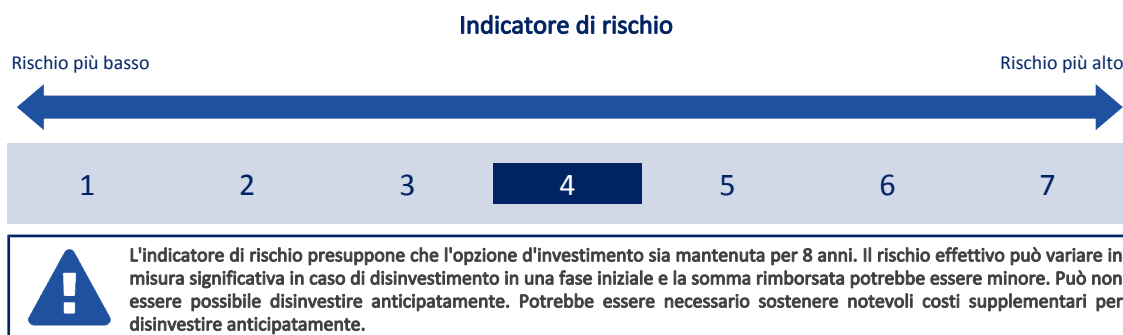 Indicatore di rischio
Rischio più basso
Rischio più alto
1 2 3 4 5 6 7
L'indicatore di rischio presuppone che l'opzione d'investimento sia mantenuta per 8 anni. Il rischio effettivo può variare in
misura significativa in caso di disinvestimento in una fase iniziale e la somma rimborsata potrebbe essere minore. Può non
essere possibile disinvestire anticipatamente. Potrebbe essere necessario sostenere notevoli costi supplementari per
disinvestire anticipatamente.